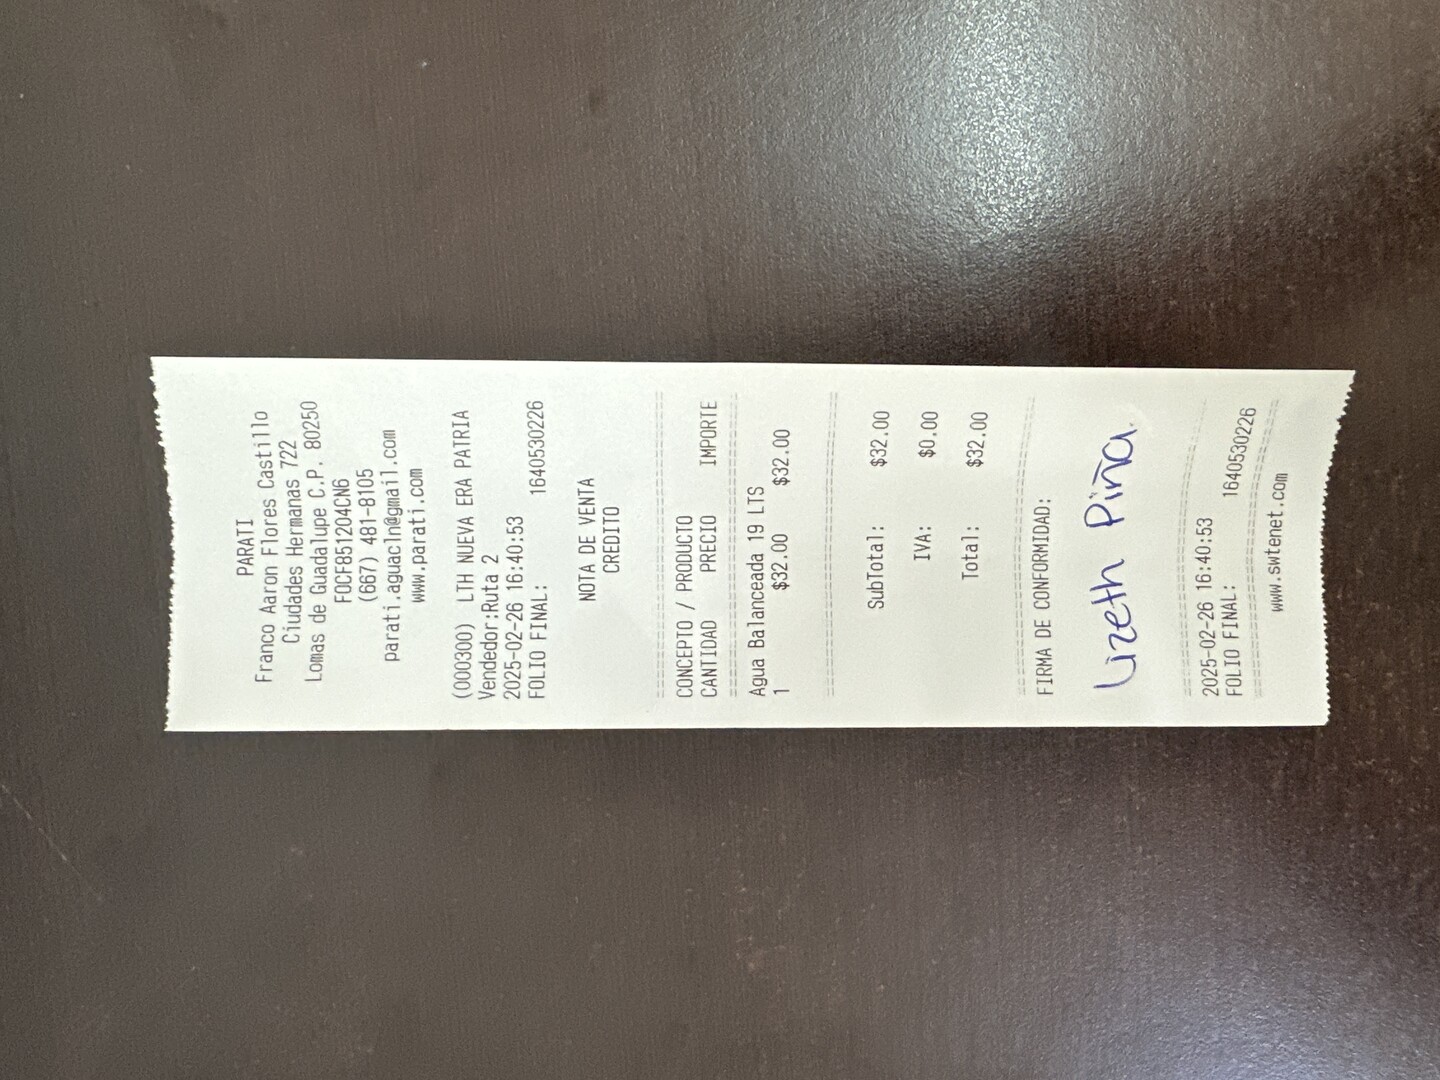 PARATI
Franco Aaron Flores Castillo
Ciudades Hermanas 722
Lomas de Guadalupe C.P. 80250
FOCF851204CN6
(667) 481-8105
parati.aguacln@gmail.com
www.parati.com
(000300) LTH NUEVA ERA PATRIA
Vendedor:Ruta 2
2025-02-26 16:40:53
FOLIO FINAL: 1640530226
NOTA DE VENTA
CREDITO
CONCEPTO / PRODUCTO
CANTIDAD PRECIO IMPORTE
Agua Balanceada 19 LTS
1 $32.00 $32.00
SubTotal: $32.00
IVA: $0.00
Total: $32.00
FIRMA DE CONFORMIDAD:
Lizeth Piña.
2025-02-26 16:40:53
FOLIO FINAL: 1640530226
www.swtenet.com